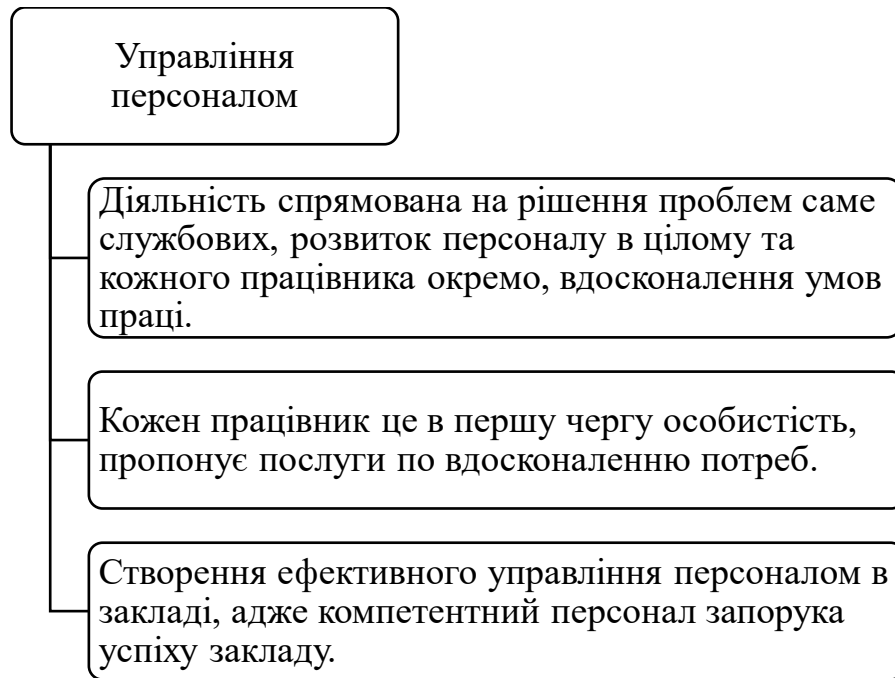 Управління
персоналом
Діяльність спрямована на рішення проблем саме
службових, розвиток персоналу в цілому та
кожного працівника окремо, вдосконалення умов
праці.
Кожен працівник це в першу чергу особистість,
пропонує послуги по вдосконаленню потреб.
Створення ефективного управління персоналом в
закладі, адже компетентний персонал запорука
успіху закладу.